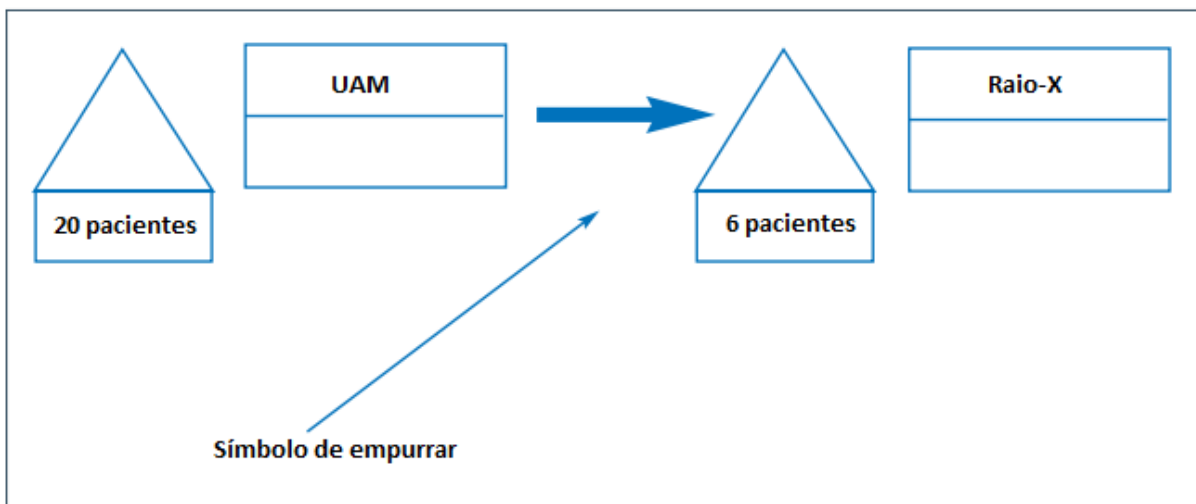 UAM
Raio-X
20 pacientes
6 pacientes
Símbolo de empurrar